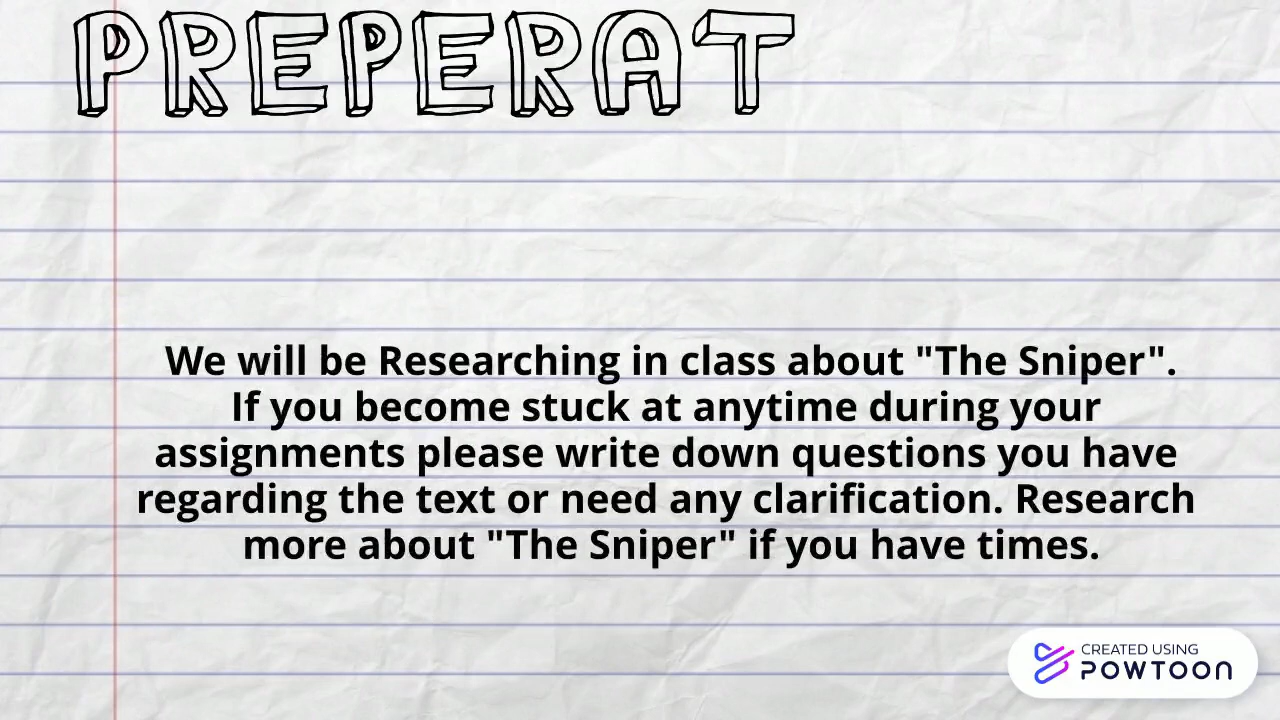 PREPERAT
We will be Researching in class about "The Sniper".
If you become stuck at anytime during your
assignments please write down questions you have
regarding the text or need any clarification. Research
more about "The Sniper" if you have times.
CREATED USING
POWTOON